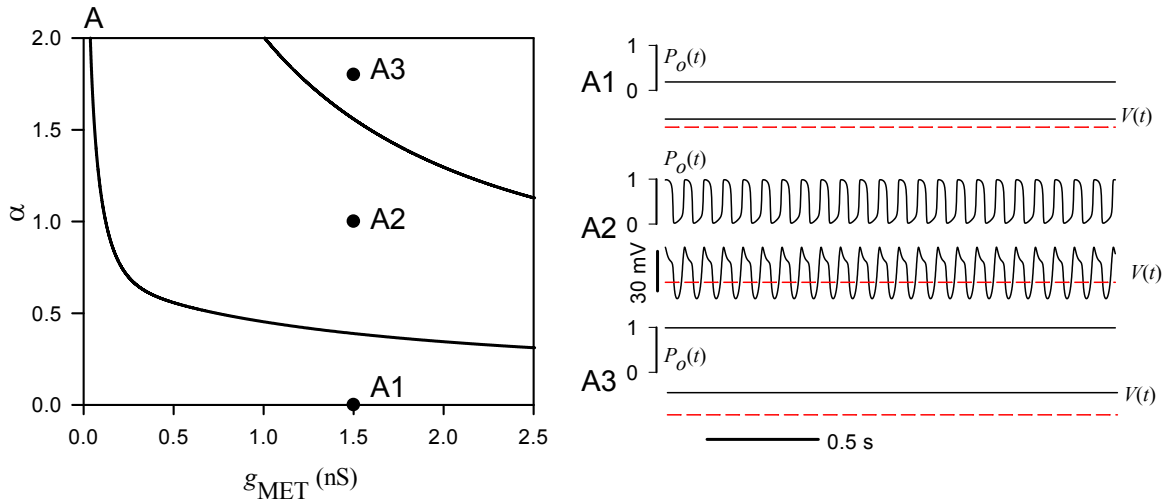 A
α
2.0
1.5
1.0
0.5
0.0
A3
A2
A1
0.0 0.5 1.0 1.5 2.0 2.5
gMET (nS)
A1
1
Po(t)
0
V(t)
A2
Po(t)
1
0
30 mV
V(t)
A3
1
Po(t)
0
V(t)
0.5 s